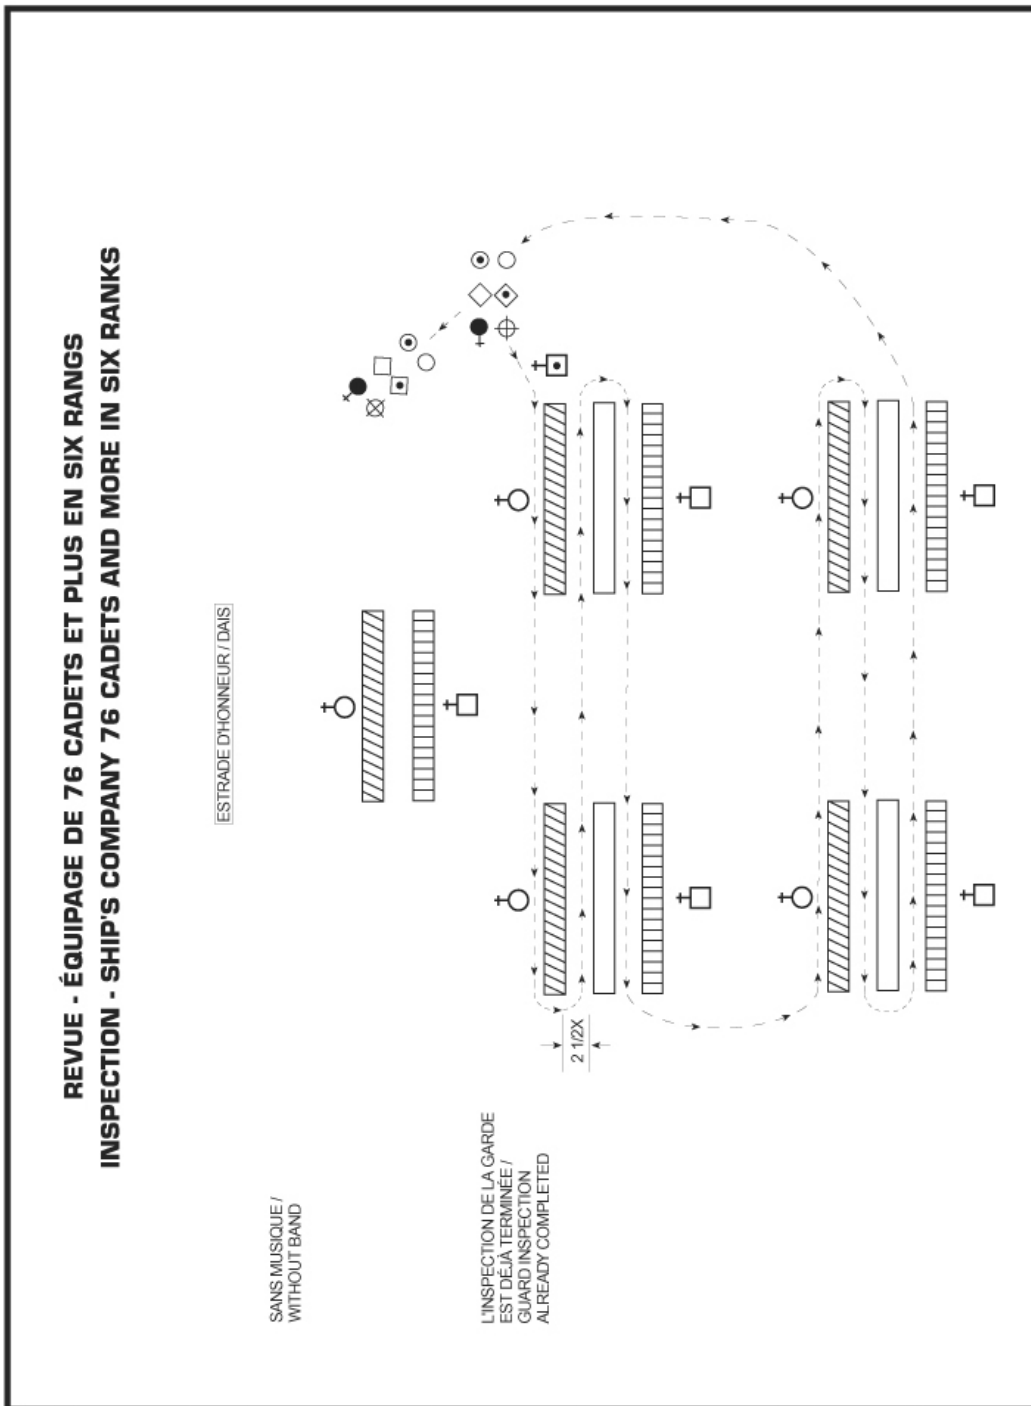 REVUE - ÉQUIPAGE DE 76 CADETS ET PLUS EN SIX RANGS
INSPECTION - SHIP'S COMPANY 76 CADETS AND MORE IN SIX RANKS
ESTRADE D'HONNEUR / DAIS
SANS MUSIQUE /
WITHOUT BAND
L'INSPECTION DE LA GARDE
EST DÉJÀ TERMINÉE /
GUARD INSPECTION
ALREADY COMPLETED
2 1/2X